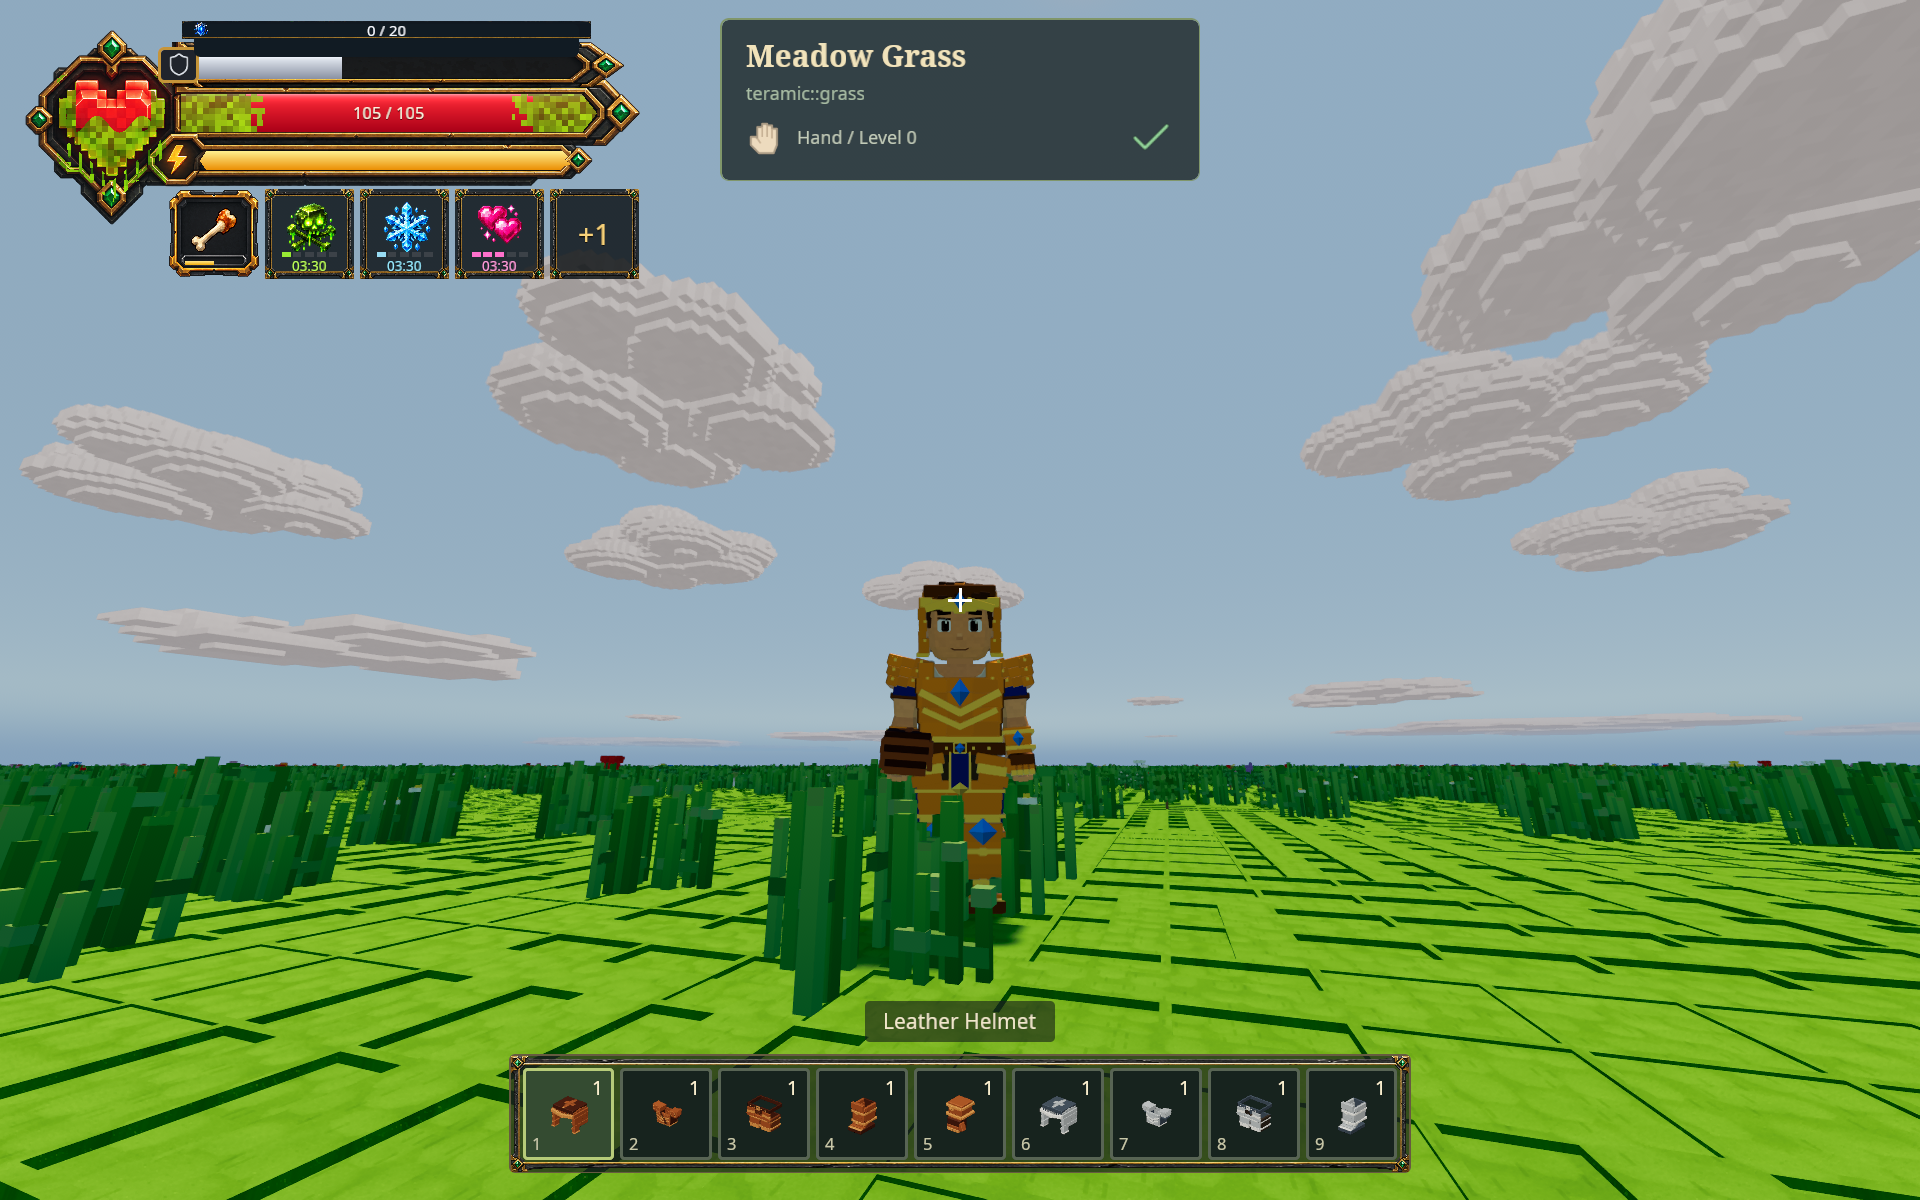 0 / 20
105 / 105
03:30
03:30
03:30
+1
Meadow Grass
teramic::grass
Hand / Level 0
Leather Helmet
1 1 1 1 1 1 1 1 1
1 2 3 4 5 6 7 8 9